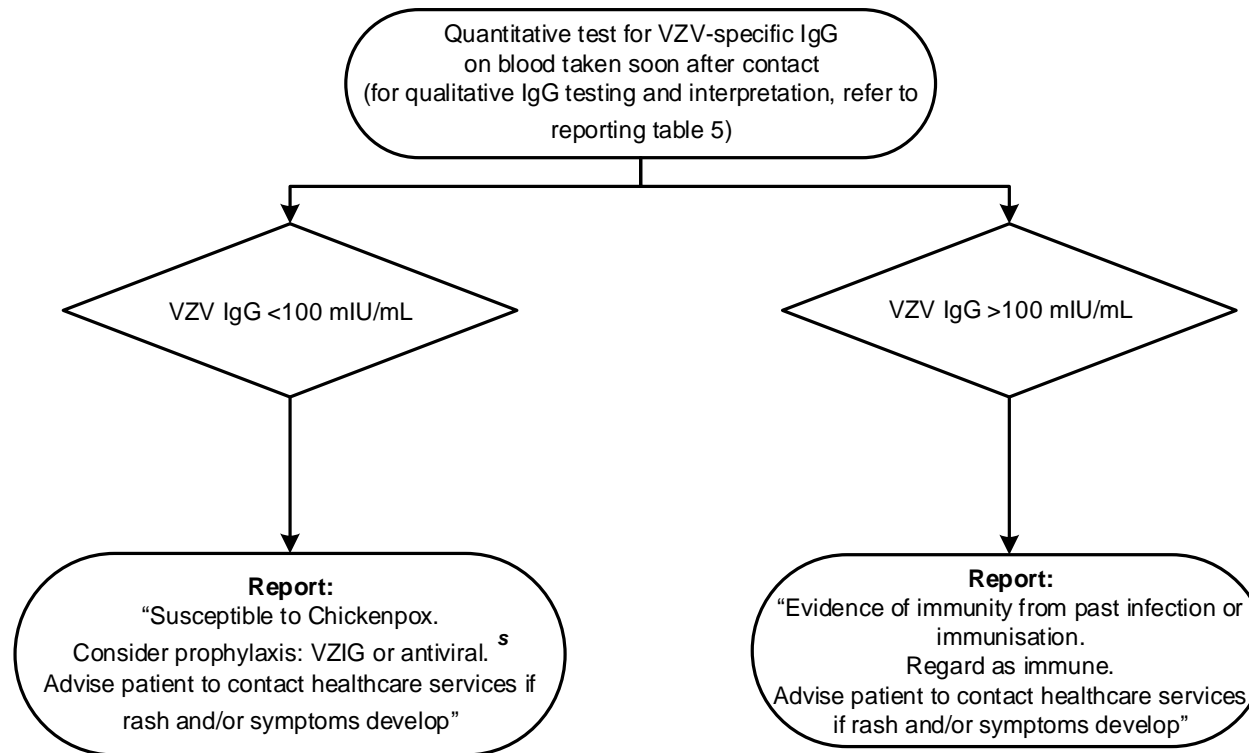 Quantitative test for VZV-specific IgG
on blood taken soon after contact
(for qualitative IgG testing and interpretation, refer to
reporting table 5)
VZV IgG <100 mIU/mL
VZV IgG >100 mIU/mL
Report:
“Susceptible to Chickenpox.
Consider prophylaxis: VZIG or antiviral. s
Advise patient to contact healthcare services if
rash and/or symptoms develop”
Report:
“Evidence of immunity from past infection or
immunisation.
Regard as immune.
Advise patient to contact healthcare services
if rash and/or symptoms develop”